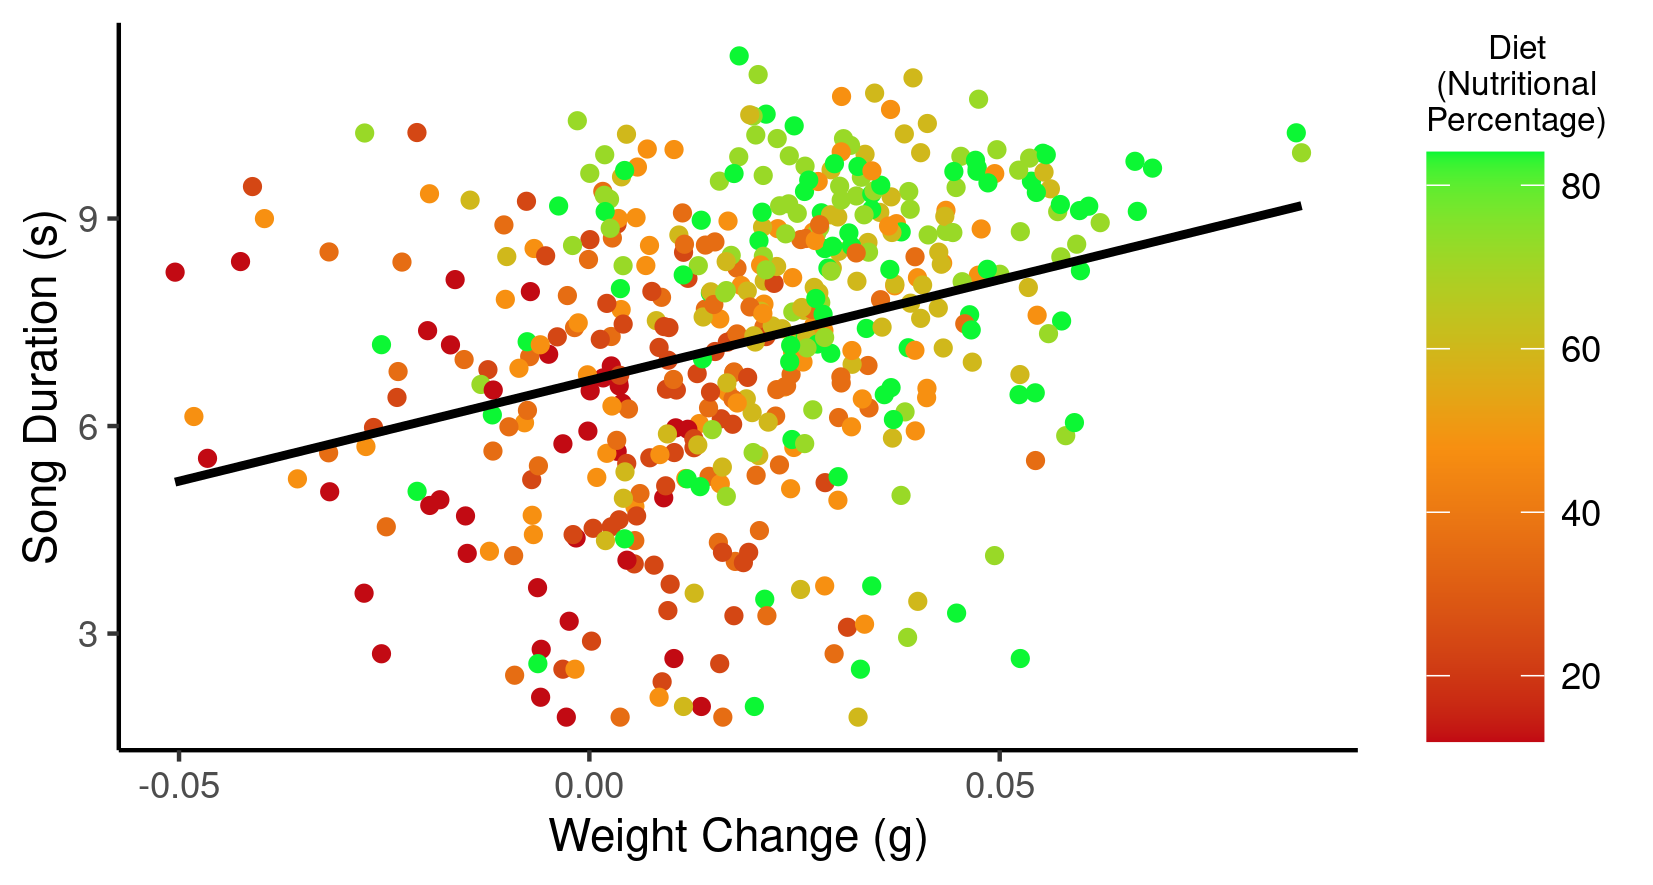 Song Duration (s)
9
6
3
-0.05
0.00
0.05
Weight Change (g)
Diet
(Nutritional
Percentage)
80
60
40
20